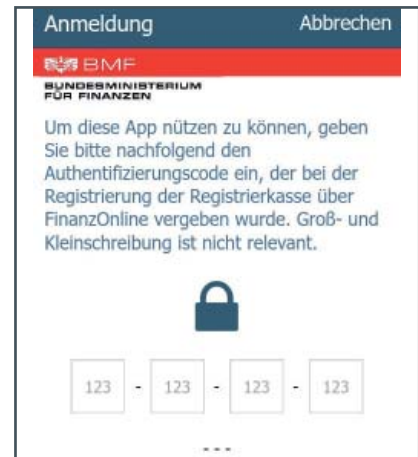 Anmeldung Abbrechen
BMF
BUNDESMINISTERIUM
FÜR FINANZEN
Um diese App nützen zu können, geben
Sie bitte nachfolgend den
Authentifizierungscode ein, der bei der
Registrierung der Registrierkasse über
FinanzOnline vergeben wurde. Groß- und
Kleinschreibung ist nicht relevant.
123 - 123 - 123 - 123
---